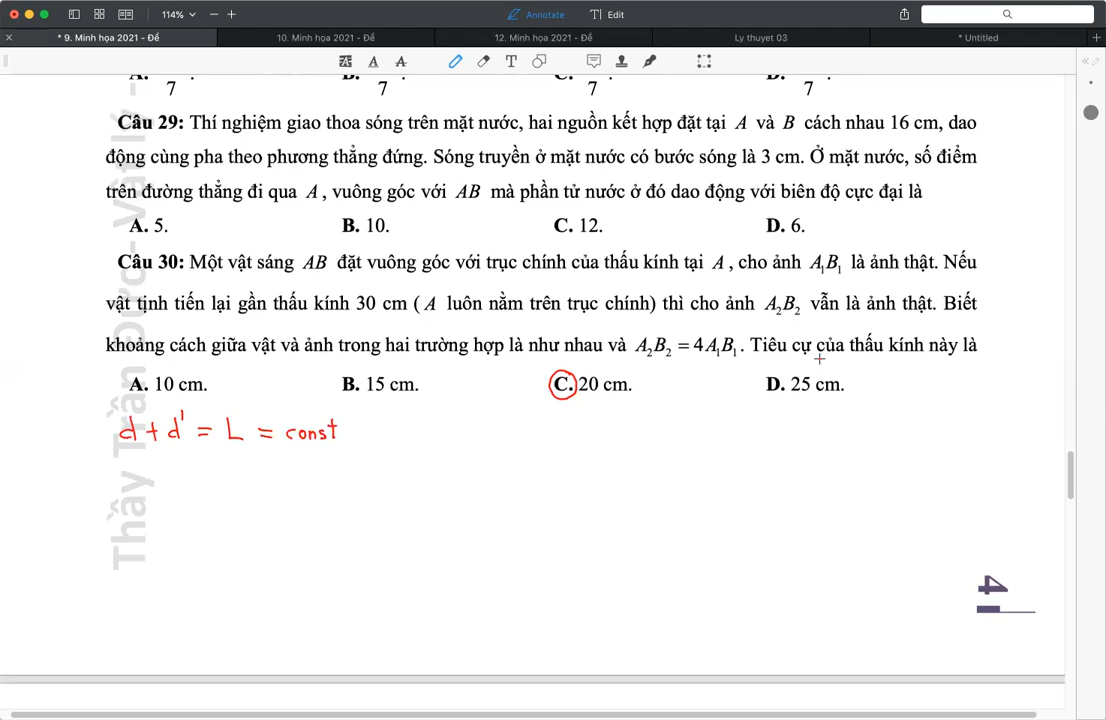 114%
Annotate
Edit
* 9. Minh họa 2021 - Đề
10. Minh họa 2021 - Đề
12. Minh họa 2021 - Đề
Ly thuyet 03
* Untitled
7 7 7 7
Câu 29: Thí nghiệm giao thoa sóng trên mặt nước, hai nguồn kết hợp đặt tại A và B cách nhau 16 cm, dao
động cùng pha theo phương thẳng đứng. Sóng truyền ở mặt nước có bước sóng là 3 cm. Ở mặt nước, số điểm
trên đường thẳng đi qua A, vuông góc với AB mà phần tử nước ở đó dao động với biên độ cực đại là
A. 5. B. 10. C. 12. D. 6.
Câu 30: Một vật sáng AB đặt vuông góc với trục chính của thấu kính tại A, cho ảnh A₁B₁ là ảnh thật. Nếu
vật tịnh tiến lại gần thấu kính 30 cm ( A luôn nằm trên trục chính) thì cho ảnh A₂B₂ vẫn là ảnh thật. Biết
khoảng cách giữa vật và ảnh trong hai trường hợp là như nhau và A₂B₂ = 4A₁B₁. Tiêu cự của thấu kính này là
A. 10 cm. B. 15 cm. C. 20 cm. D. 25 cm.
d + d' = L = const
Thầy Trần Đức - Vật lý -
4